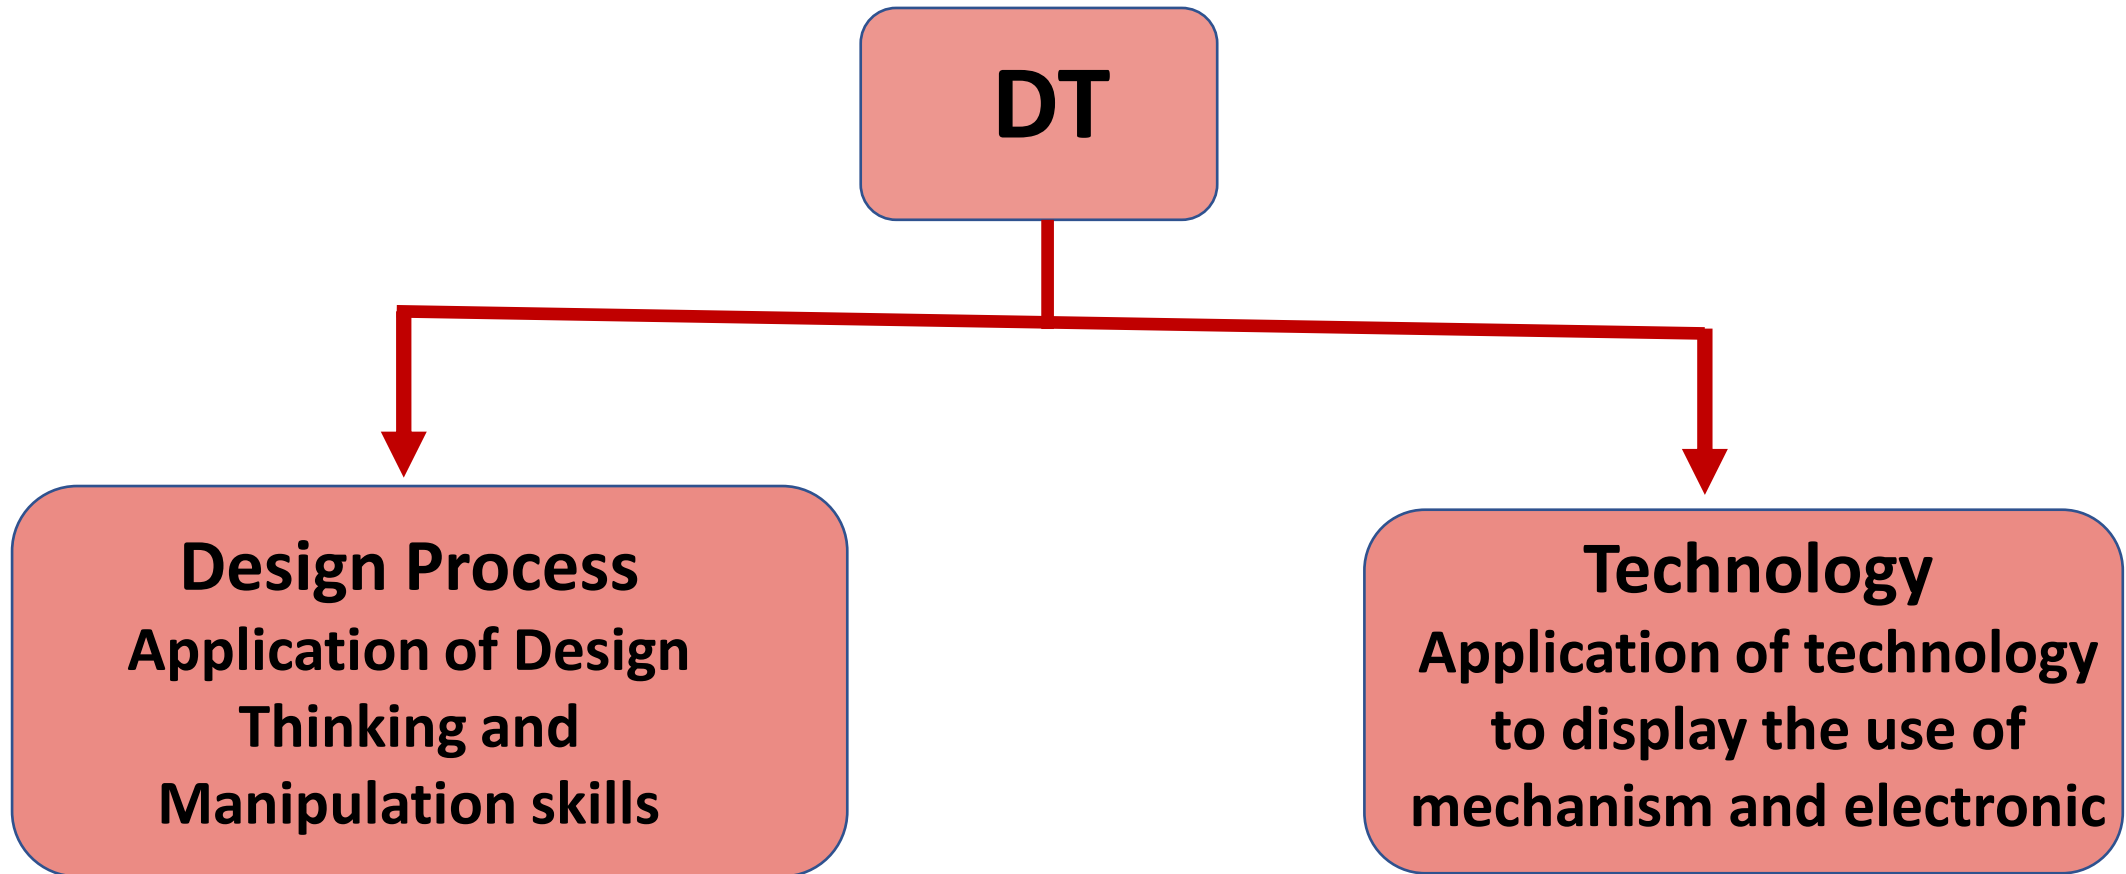 DT
Design Process
Application of Design
Thinking and
Manipulation skills
Technology
Application of technology
to display the use of
mechanism and electronic